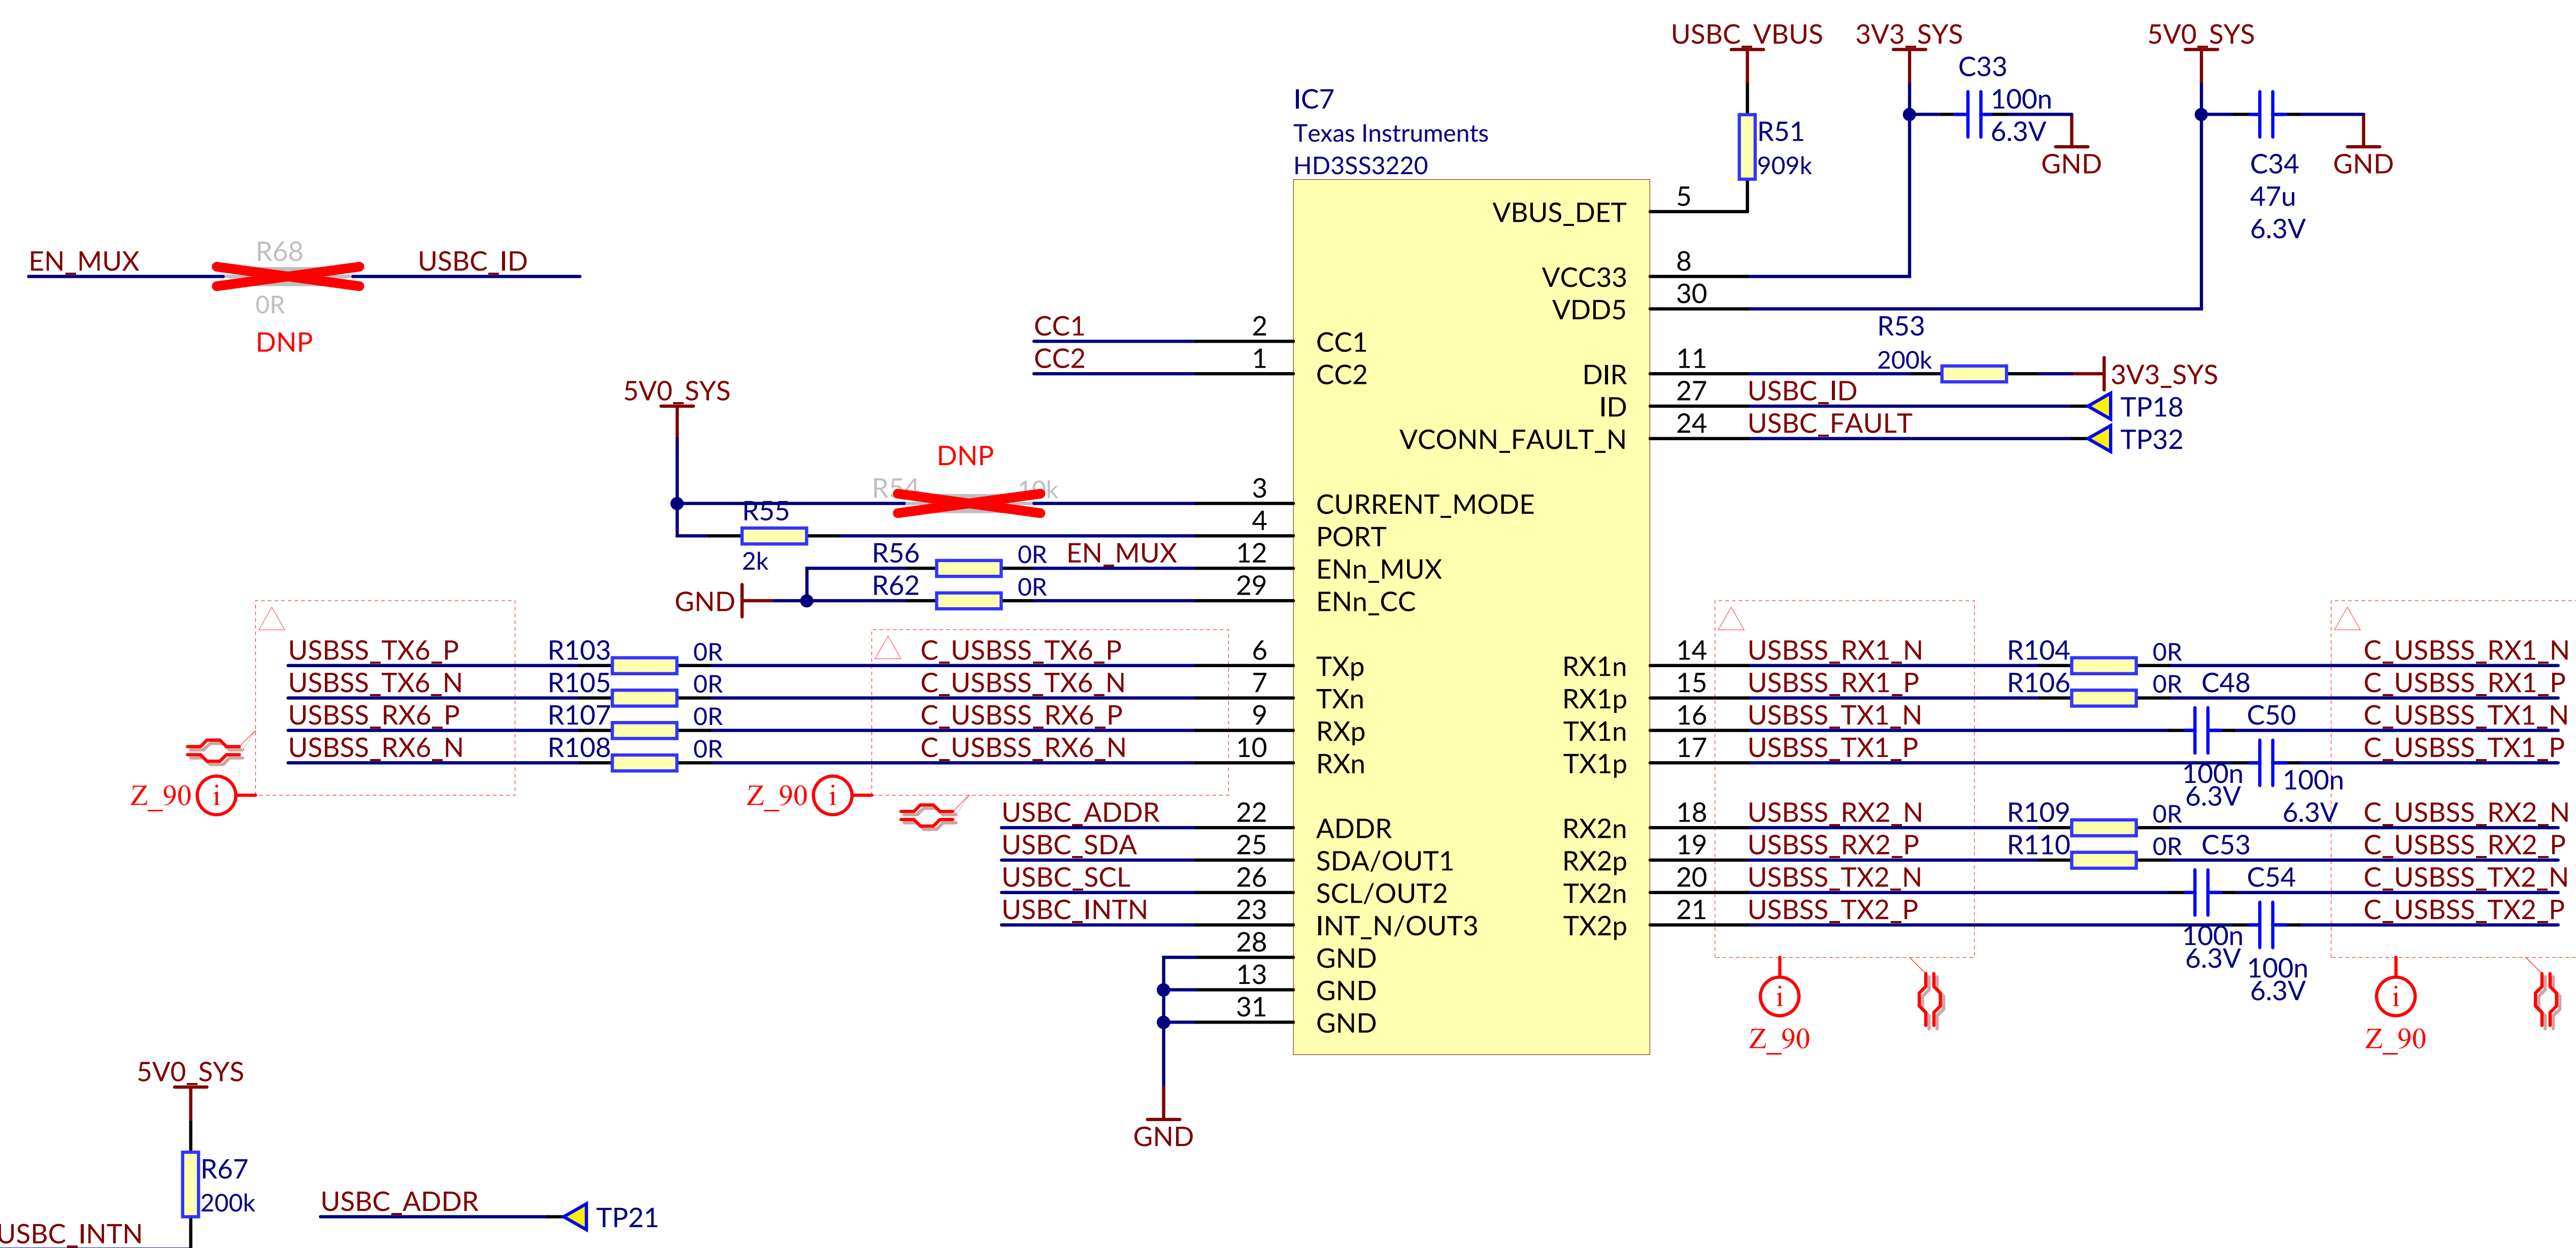 USBC_VBUS 3V3_SYS 5V0_SYS
C33
100n
6.3V
GND
C34
47u
6.3V
GND
R51
909k
IC7
Texas Instruments
HD3SS3220
EN_MUX R68 USBC_ID
0R
DNP
VBUS_DET 5
VCC33 8
VDD5 30
CC1 2 CC1
CC2 1 CC2
DIR 11 R53 200k 3V3_SYS
ID 27 USBC_ID TP18
VCONN_FAULT_N 24 USBC_FAULT TP32
5V0_SYS
DNP
R54 10k 3 CURRENT_MODE
R55 2k 4 PORT
R56 0R EN_MUX 12 ENn_MUX
GND R62 0R 29 ENn_CC
USBSS_TX6_P R103 0R C_USBSS_TX6_P 6 TXp
USBSS_TX6_N R105 0R C_USBSS_TX6_N 7 TXn
USBSS_RX6_P R107 0R C_USBSS_RX6_P 9 RXp
USBSS_RX6_N R108 0R C_USBSS_RX6_N 10 RXn
Z_90 i Z_90 i
RX1n 14 USBSS_RX1_N R104 0R C_USBSS_RX1_N
RX1p 15 USBSS_RX1_P R106 0R C48 C_USBSS_RX1_P
TX1n 16 USBSS_TX1_N C50 C_USBSS_TX1_N
TX1p 17 USBSS_TX1_P C_USBSS_TX1_P
100n 100n
6.3V 6.3V
RX2n 18 USBSS_RX2_N R109 0R C_USBSS_RX2_N
RX2p 19 USBSS_RX2_P R110 0R C53 C_USBSS_RX2_P
TX2n 20 USBSS_TX2_N C54 C_USBSS_TX2_N
TX2p 21 USBSS_TX2_P C_USBSS_TX2_P
100n 100n
6.3V 6.3V
i i
Z_90 Z_90
USBC_ADDR 22 ADDR
USBC_SDA 25 SDA/OUT1
USBC_SCL 26 SCL/OUT2
USBC_INTN 23 INT_N/OUT3
28 GND
13 GND
31 GND
GND
5V0_SYS
R67
200k
USBC_ADDR TP21
USBC_INTN